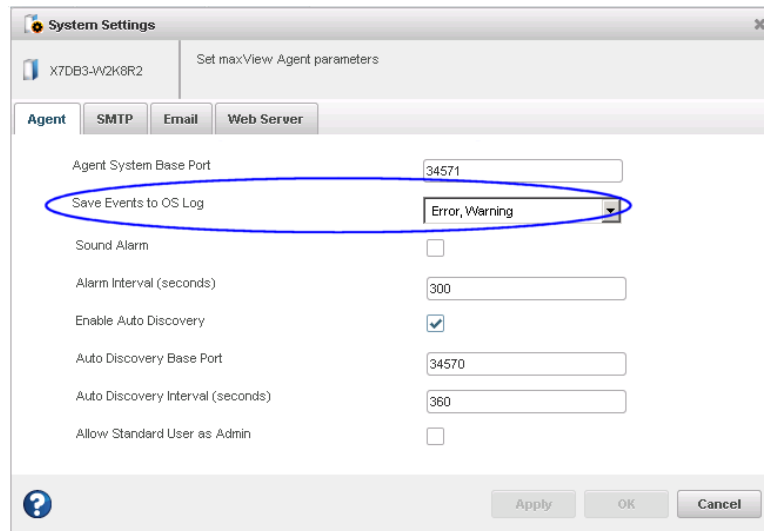 System Settings
X7DB3-W2K8R2
Set maxView Agent parameters
Agent SMTP Email Web Server
Agent System Base Port 34571
Save Events to OS Log Error, Warning
Sound Alarm
Alarm Interval (seconds) 300
Enable Auto Discovery
Auto Discovery Base Port 34570
Auto Discovery Interval (seconds) 360
Allow Standard User as Admin
? Apply OK Cancel